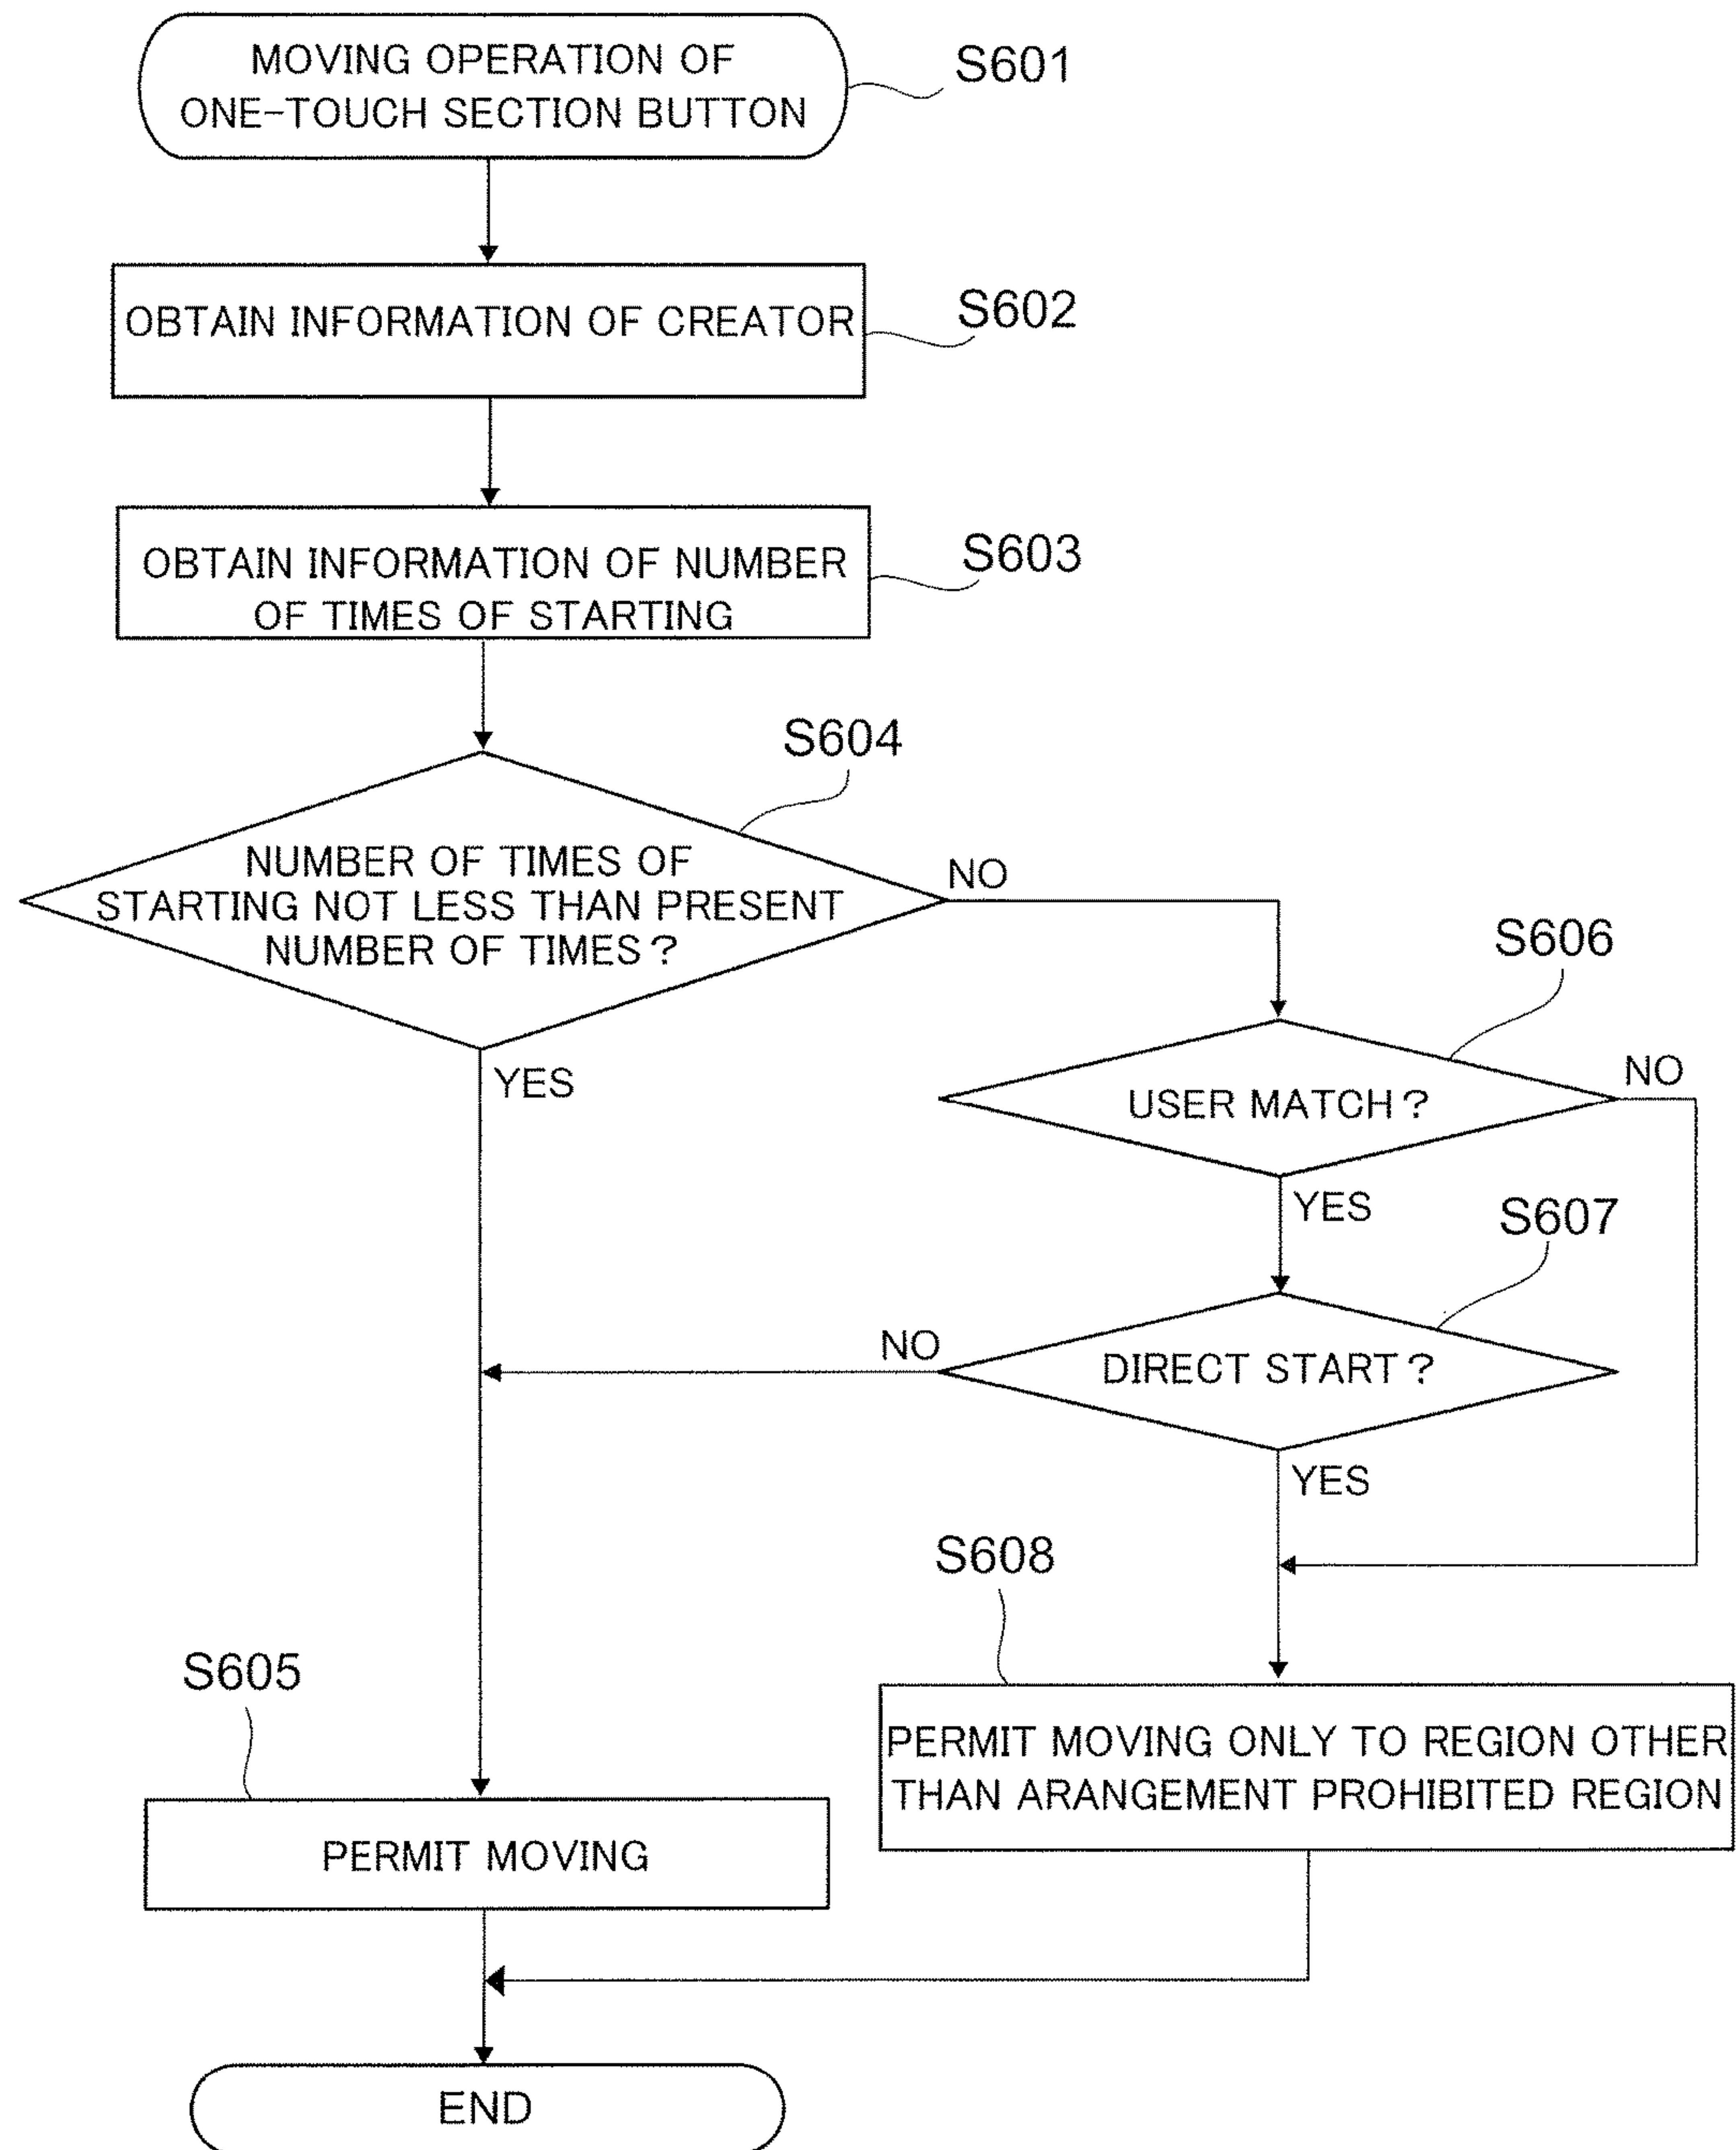 MOVING OPERATION OF
ONE-TOUCH SECTION BUTTON
S601
OBTAIN INFORMATION OF CREATOR
S602
OBTAIN INFORMATION OF NUMBER
OF TIMES OF STARTING
S603
S604
NUMBER OF TIMES OF
STARTING NOT LESS THAN PRESENT
NUMBER OF TIMES?
NO
YES
S606
USER MATCH?
NO
YES
S607
DIRECT START?
NO
YES
S608
PERMIT MOVING ONLY TO REGION OTHER
THAN ARANGEMENT PROHIBITED REGION
S605
PERMIT MOVING
END